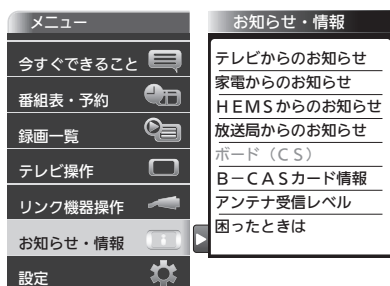 メニュー
今すぐできること
番組表・予約
録画一覧
テレビ操作
リンク機器操作
お知らせ・情報
設定
お知らせ・情報
テレビからのお知らせ
家電からのお知らせ
ＨＥＭＳからのお知らせ
放送局からのお知らせ
ボード（ＣＳ）
Ｂ－ＣＡＳカード情報
アンテナ受信レベル
困ったときは